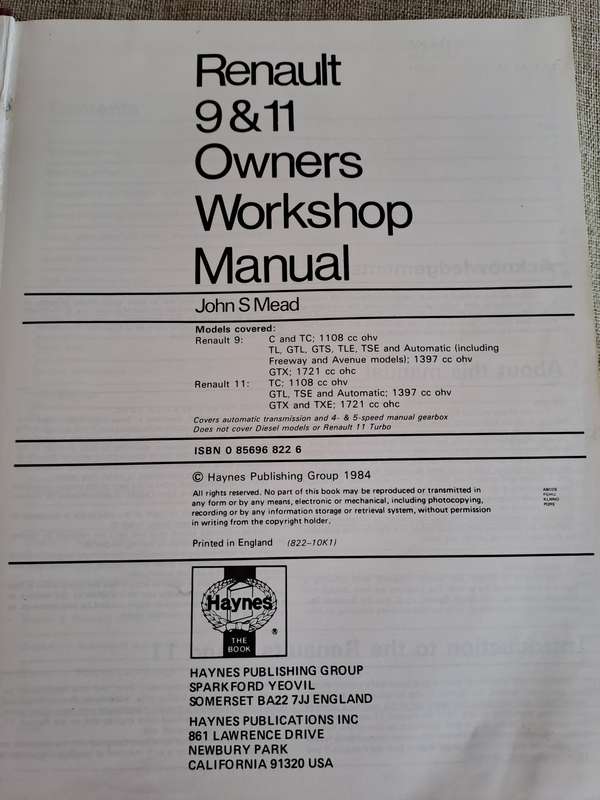 Renault
9 & 11
Owners
Workshop
Manual
John S Mead
Models covered:
Renault 9: C and TC; 1108 cc ohv
TL, GTL, GTS, TLE, TSE and Automatic (including
Freeway and Avenue models); 1397 cc ohv
GTX; 1721 cc ohc
Renault 11: TC; 1108 cc ohv
GTL, TSE and Automatic; 1397 cc ohv
GTX and TXE; 1721 cc ohc
Covers automatic transmission and 4- & 5-speed manual gearbox
Does not cover Diesel models or Renault 11 Turbo
ISBN 0 85696 822 6
© Haynes Publishing Group 1984
All rights reserved. No part of this book may be reproduced or transmitted in
any form or by any means, electronic or mechanical, including photocopying,
recording or by any information storage or retrieval system, without permission
in writing from the copyright holder.
Printed in England (822-10K1)
Haynes
®
THE
BOOK
HAYNES PUBLISHING GROUP
SPARKFORD YEOVIL
SOMERSET BA22 7JJ ENGLAND
HAYNES PUBLICATIONS INC
861 LAWRENCE DRIVE
NEWBURY PARK
CALIFORNIA 91320 USA